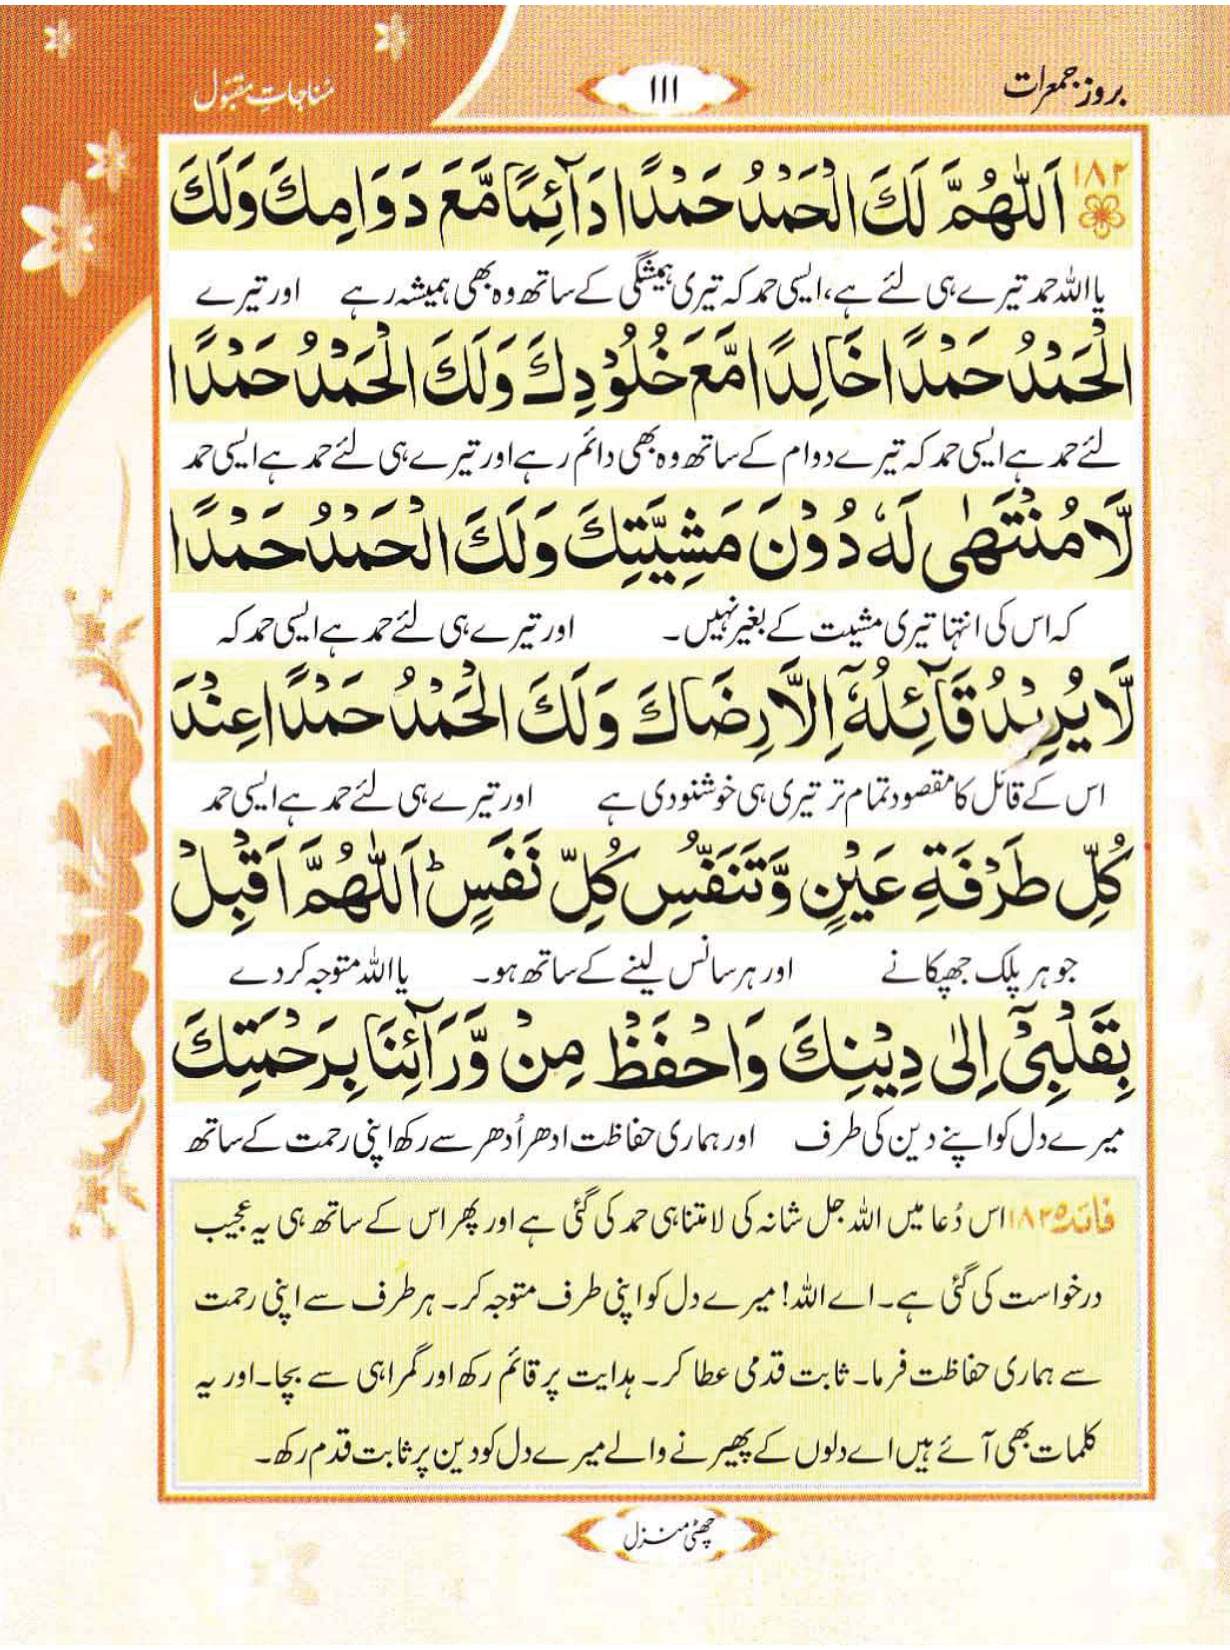 بروز جمعرات
۱۱۱
مُناجاتِ مقبُول
۱۸۲ اَللّٰهُمَّ لَكَ الْحَمْدُ حَمْدًا دَآئِمًا مَّعَ دَوَامِكَ وَلَكَ
یا اللہ حمد تیرے ہی لئے ہے، ایسی حمد کہ تیری ہمیشگی کے ساتھ وہ بھی ہمیشہ رہے اور تیرے
الْحَمْدُ حَمْدًا خَالِدًا مَّعَ خُلُوْدِكَ وَلَكَ الْحَمْدُ حَمْدًا
لئے حمد ہے ایسی حمد کہ تیرے دوام کے ساتھ وہ بھی دائم رہے اور تیرے ہی لئے حمد ہے ایسی حمد
لَّا مُنْتَهٰى لَهٗ دُوْنَ مَشِيَّتِكَ وَلَكَ الْحَمْدُ حَمْدًا
کہ اس کی انتہا تیری مشیت کے بغیر نہیں۔ اور تیرے ہی لئے حمد ہے ایسی حمد کہ
لَّا يُرِيْدُ قَآئِلُهٗٓ اِلَّا رِضَاكَ وَلَكَ الْحَمْدُ حَمْدًا عِنْدَ
اس کے قائل کا مقصود تمام تر تیری ہی خوشنودی ہے اور تیرے ہی لئے حمد ہے ایسی حمد
كُلِّ طَرْفَةِ عَيْنٍ وَّتَنَفُّسِ كُلِّ نَفَسٍ ؕ اَللّٰهُمَّ اَقْبِلْ
جو ہر پلک جھپکانے اور ہر سانس لینے کے ساتھ ہو۔ یا اللہ متوجہ کر دے
بِقَلْبِىْٓ اِلٰى دِيْنِكَ وَاحْفَظْ مِنْ وَّرَآئِنَا بِرَحْمَتِكَ
میرے دل کو اپنے دین کی طرف اور ہماری حفاظت ادھر اُدھر سے رکھ اپنی رحمت کے ساتھ
فائدہ ۱۸۲ اس دُعا میں اللہ جل شانہ کی لامتناہی حمد کی گئی ہے اور پھر اس کے ساتھ ہی یہ عجیب
درخواست کی گئی ہے۔ اے اللہ! میرے دل کو اپنی طرف متوجہ کر۔ ہر طرف سے اپنی رحمت
سے ہماری حفاظت فرما۔ ثابت قدمی عطا کر۔ ہدایت پر قائم رکھ اور گمراہی سے بچا۔ اور یہ
کلمات بھی آئے ہیں اے دلوں کے پھیرنے والے میرے دل کو دین پر ثابت قدم رکھ۔
چھٹی منزل